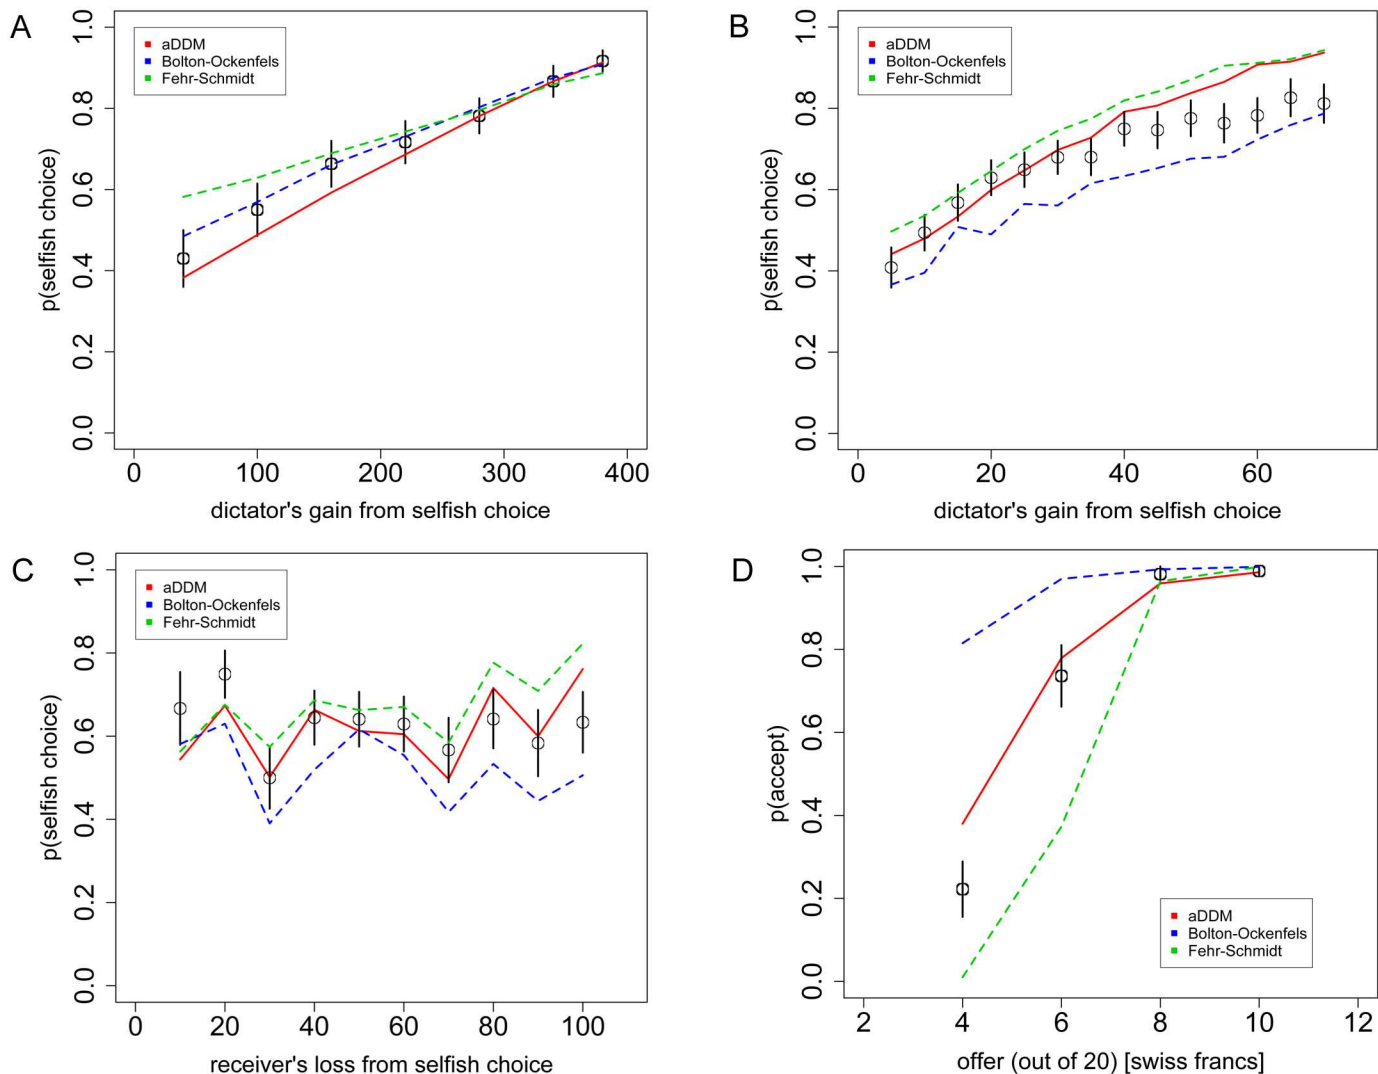 A
1.0
0.8
0.6
0.4
0.2
0.0
p(selfish choice)
aDDM
Bolton-Ockenfels
Fehr-Schmidt
0 100 200 300 400
dictator's gain from selfish choice
B
1.0
0.8
0.6
0.4
0.2
0.0
p(selfish choice)
aDDM
Bolton-Ockenfels
Fehr-Schmidt
0 20 40 60
dictator's gain from selfish choice
C
1.0
0.8
0.6
0.4
0.2
0.0
p(selfish choice)
aDDM
Bolton-Ockenfels
Fehr-Schmidt
0 20 40 60 80 100
receiver's loss from selfish choice
D
1.0
0.8
0.6
0.4
0.2
0.0
p(accept)
aDDM
Bolton-Ockenfels
Fehr-Schmidt
2 4 6 8 10 12
offer (out of 20) [swiss francs]